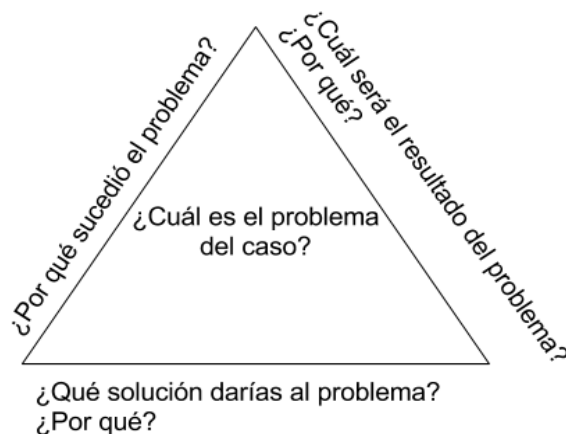 ¿Por qué sucedió el problema?
¿Cuál será el resultado del problema?
¿Por qué?
¿Cuál es el problema
del caso?
¿Qué solución darías al problema?
¿Por qué?